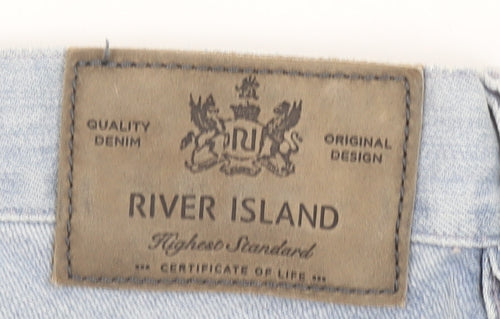 QUALITY
DENIM
RI
ORIGINAL
DESIGN
RIVER ISLAND
Highest Standard
CERTIFICATE OF LIFE